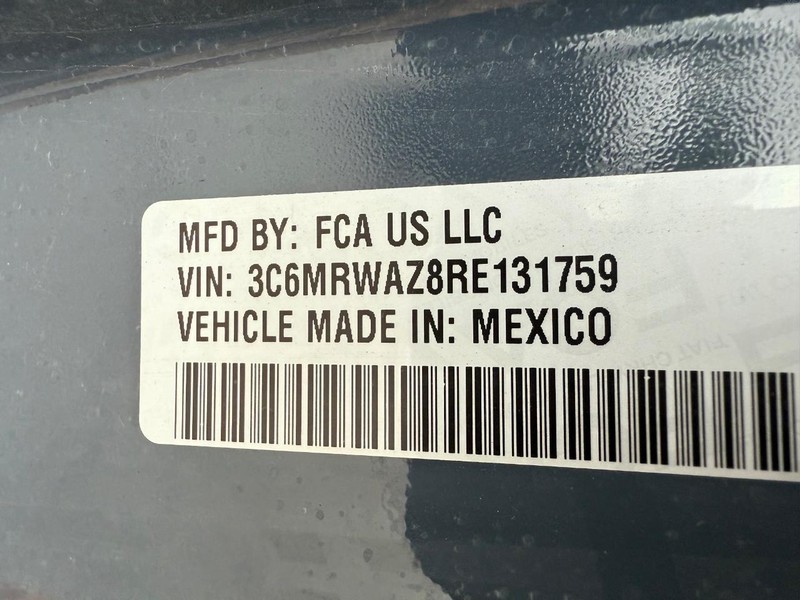 MFD BY: FCA US LLC
VIN: 3C6MRWAZ8RE131759
VEHICLE MADE IN: MEXICO